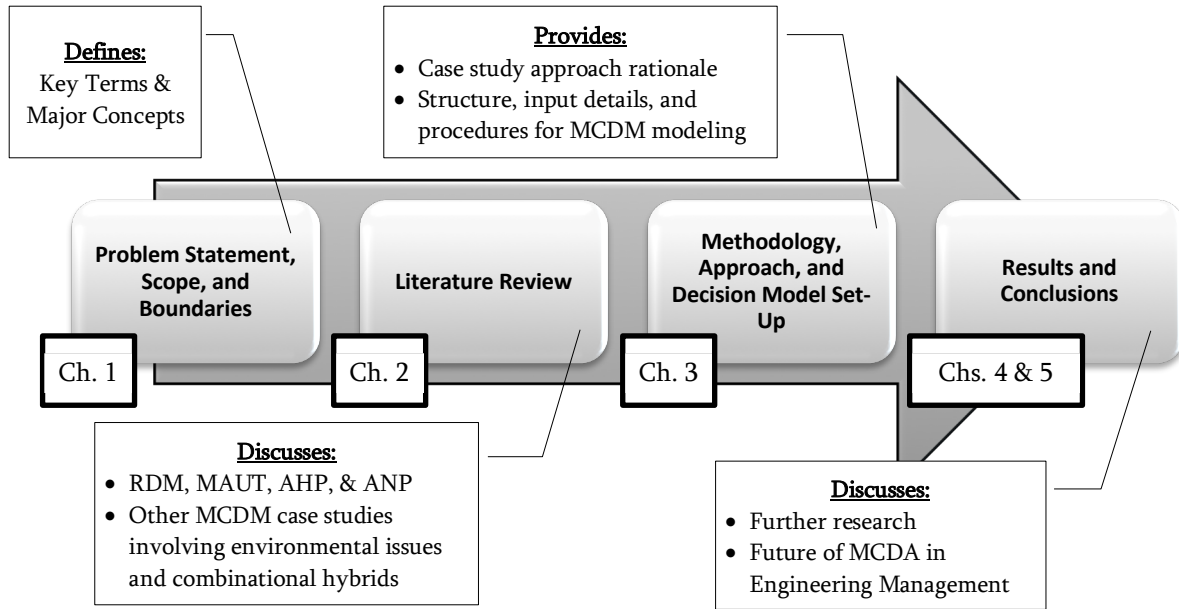 Defines:
Key Terms &
Major Concepts
Provides:
• Case study approach rationale
• Structure, input details, and
procedures for MCDM modeling
Problem Statement,
Scope, and
Boundaries
Ch. 1
Literature Review
Ch. 2
Methodology,
Approach, and
Decision Model Set-
Up
Ch. 3
Results and
Conclusions
Chs. 4 & 5
Discusses:
• RDM, MAUT, AHP, & ANP
• Other MCDM case studies
involving environmental issues
and combinational hybrids
Discusses:
• Further research
• Future of MCDA in
Engineering Management